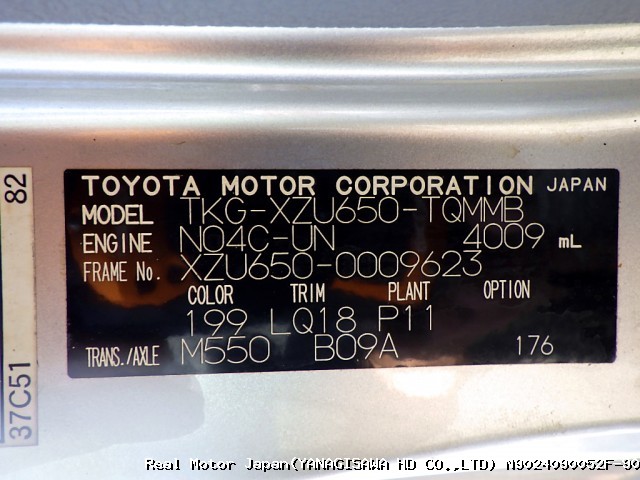 TOYOTA MOTOR CORPORATION JAPAN
MODEL TKG-XZU650-TQMMB
ENGINE N04C-UN 4009 mL
FRAME No. XZU650-0009623
COLOR TRIM PLANT OPTION
199 LQ18 P11
TRANS./AXLE M550 B09A 176
82
37C51
Real Motor Japan(YANAGISAWA HD CO.,LTD) N9024090052F-90